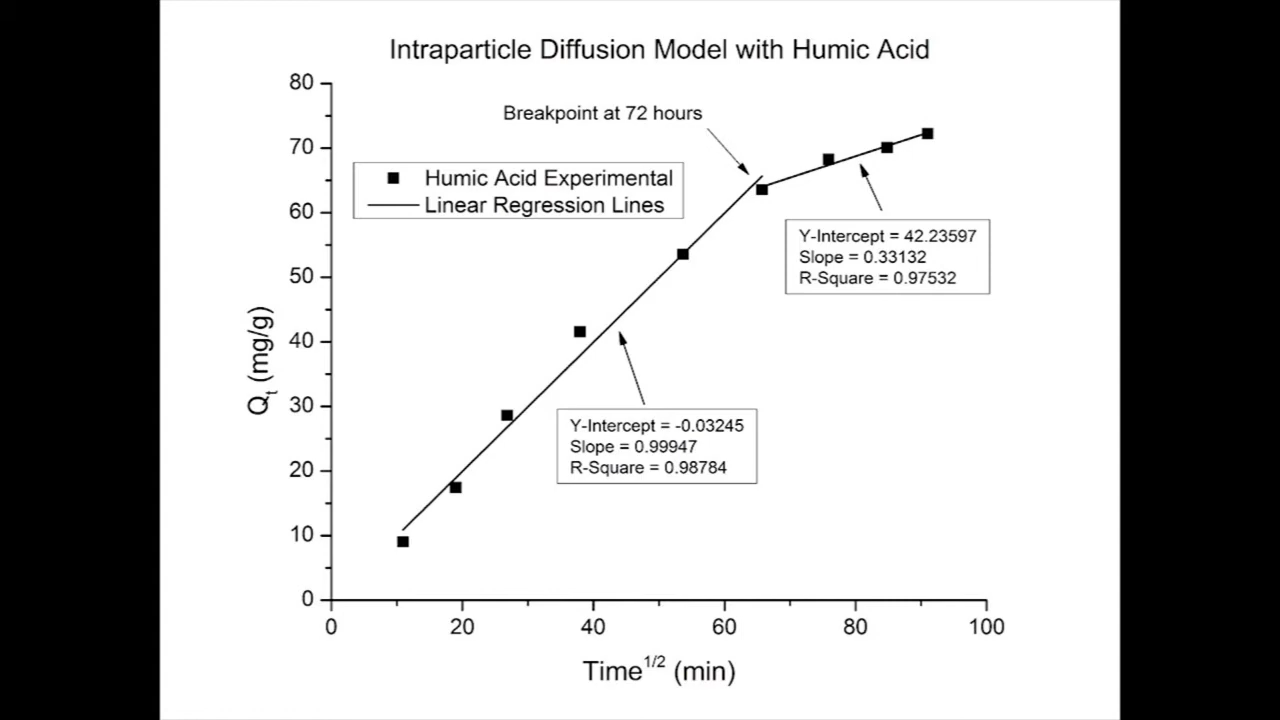 Intraparticle Diffusion Model with Humic Acid
80
Breakpoint at 72 hours
70
Humic Acid Experimental
Linear Regression Lines
60
Y-Intercept = 42.23597
Slope = 0.33132
R-Square = 0.97532
50
40
Qt (mg/g)
30
Y-Intercept = -0.03245
Slope = 0.99947
R-Square = 0.98784
20
10
0
0 20 40 60 80 100
Time1/2 (min)